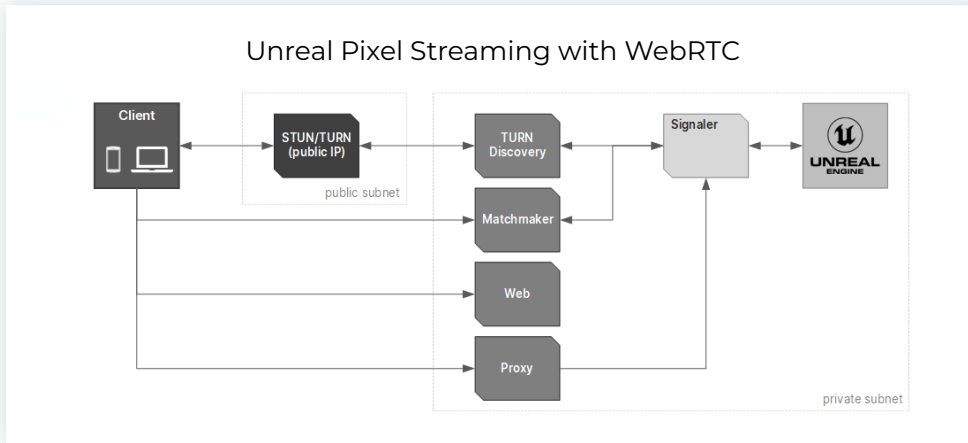 Unreal Pixel Streaming with WebRTC
Client
STUN/TURN
(public IP)
public subnet
TURN
Discovery
Signaler
UNREAL
ENGINE
Matchmaker
Web
Proxy
private subnet